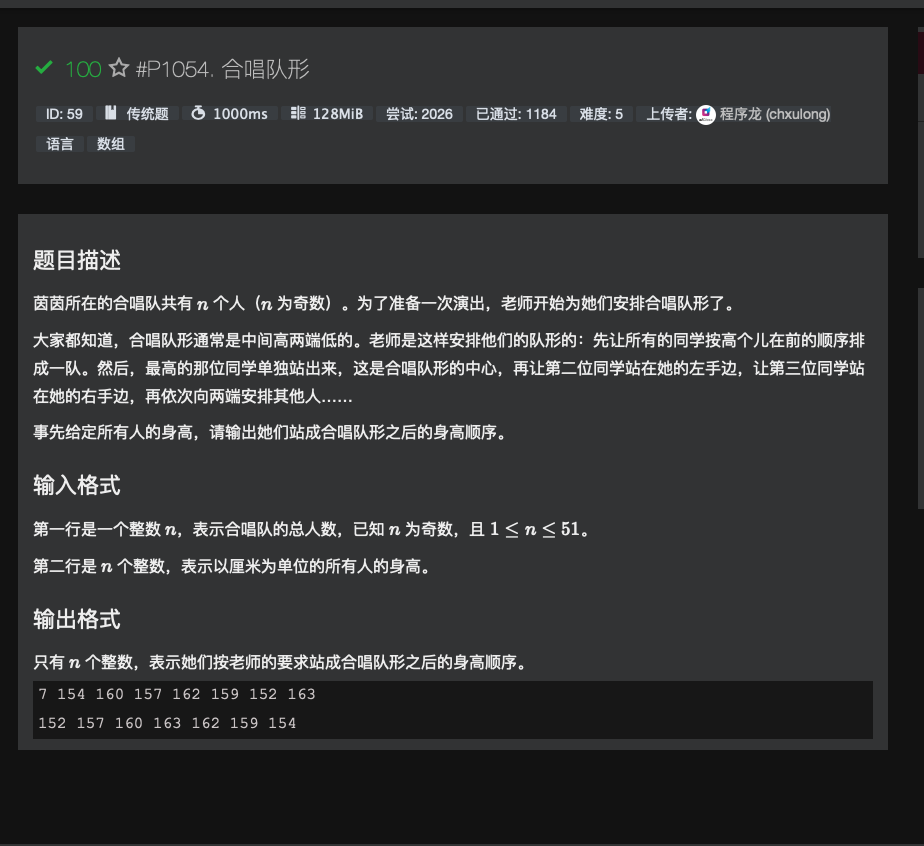 100 #P1054. 合唱队形
ID: 59 传统题 1000ms 128MiB 尝试: 2026 已通过: 1184 难度: 5 上传者: 程序龙 (chxulong)
语言 数组
题目描述
茵茵所在的合唱队共有 n 个人（n 为奇数）。为了准备一次演出，老师开始为她们安排合唱队形了。
大家都知道，合唱队形通常是中间高两端低的。老师是这样安排他们的队形的：先让所有的同学按高个儿在前的顺序排
成一队。然后，最高的那位同学单独站出来，这是合唱队形的中心，再让第二位同学站在她的左手边，让第三位同学站
在她的右手边，再依次向两端安排其他人……
事先给定所有人的身高，请输出她们站成合唱队形之后的身高顺序。
输入格式
第一行是一个整数 n，表示合唱队的总人数，已知 n 为奇数，且 1 ≤ n ≤ 51。
第二行是 n 个整数，表示以厘米为单位的所有人的身高。
输出格式
只有 n 个整数，表示她们按老师的要求站成合唱队形之后的身高顺序。
7 154 160 157 162 159 152 163
152 157 160 163 162 159 154